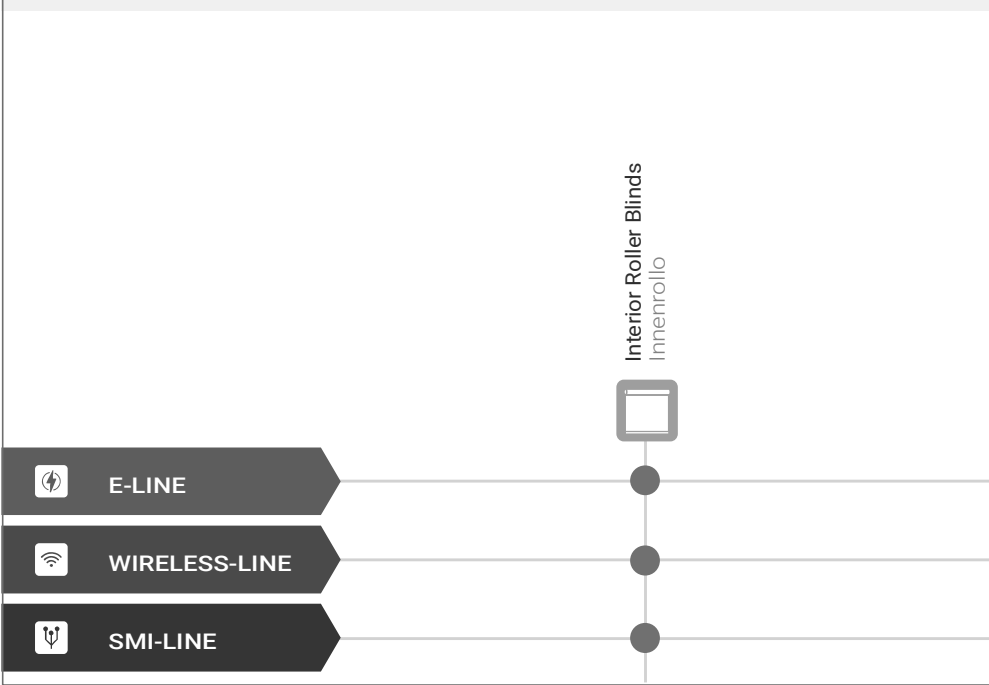 Interior Roller Blinds
Innenrollo
E-LINE
WIRELESS-LINE
SMI-LINE